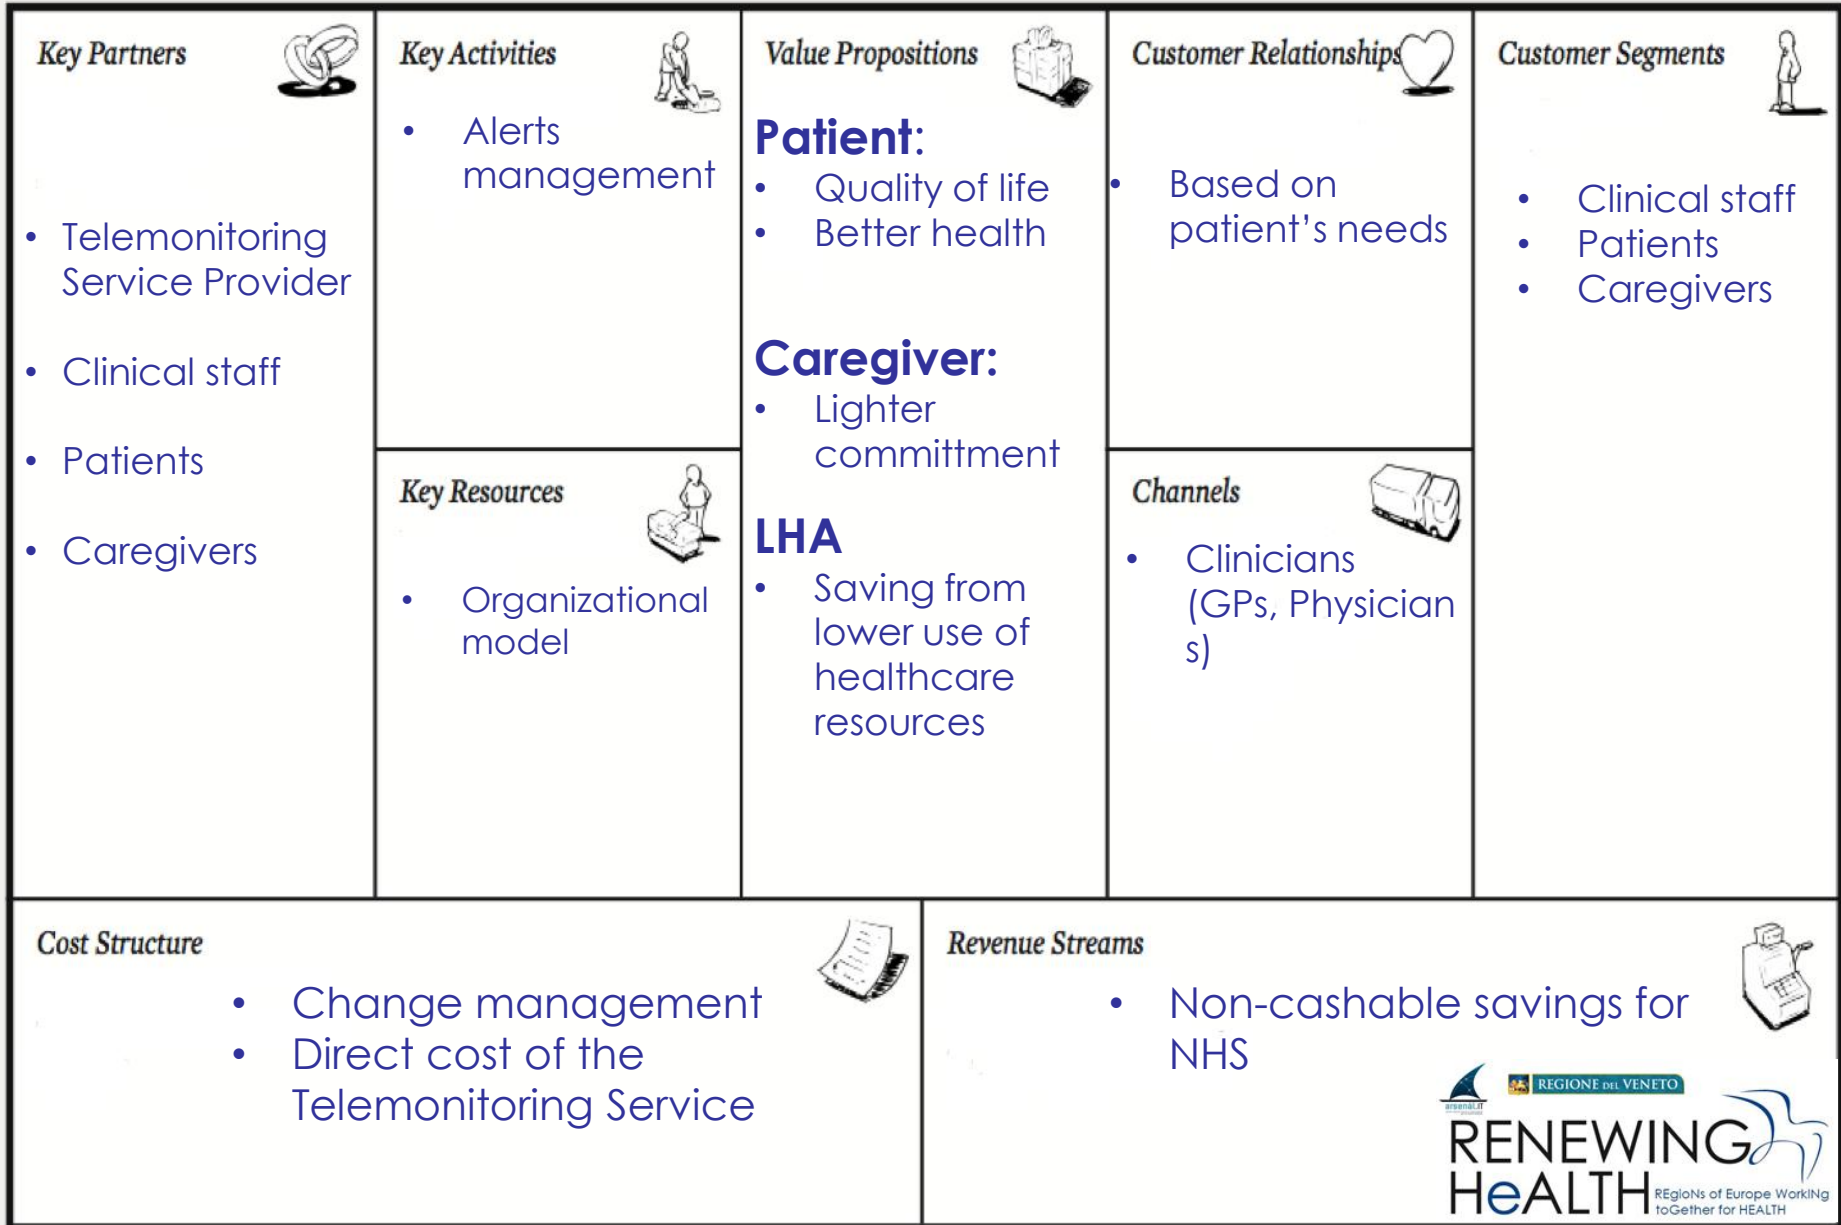 Key Partners
• Telemonitoring
Service Provider
• Clinical staff
• Patients
• Caregivers
Key Activities
• Alerts
management
Key Resources
• Organizational
model
Value Propositions
Patient:
• Quality of life
• Better health
Caregiver:
• Lighter
committment
LHA
• Saving from
lower use of
healthcare
resources
Customer Relationships
• Based on
patient's needs
Channels
• Clinicians
(GPs, Physician
s)
Customer Segments
• Clinical staff
• Patients
• Caregivers
Cost Structure
• Change management
• Direct cost of the
Telemonitoring Service
Revenue Streams
• Non-cashable savings for
NHS
arsenàl.IT
REGIONE DEL VENETO
RENEWING
HeALTH
REgioNs of Europe WorkINg
toGether for HEALTH